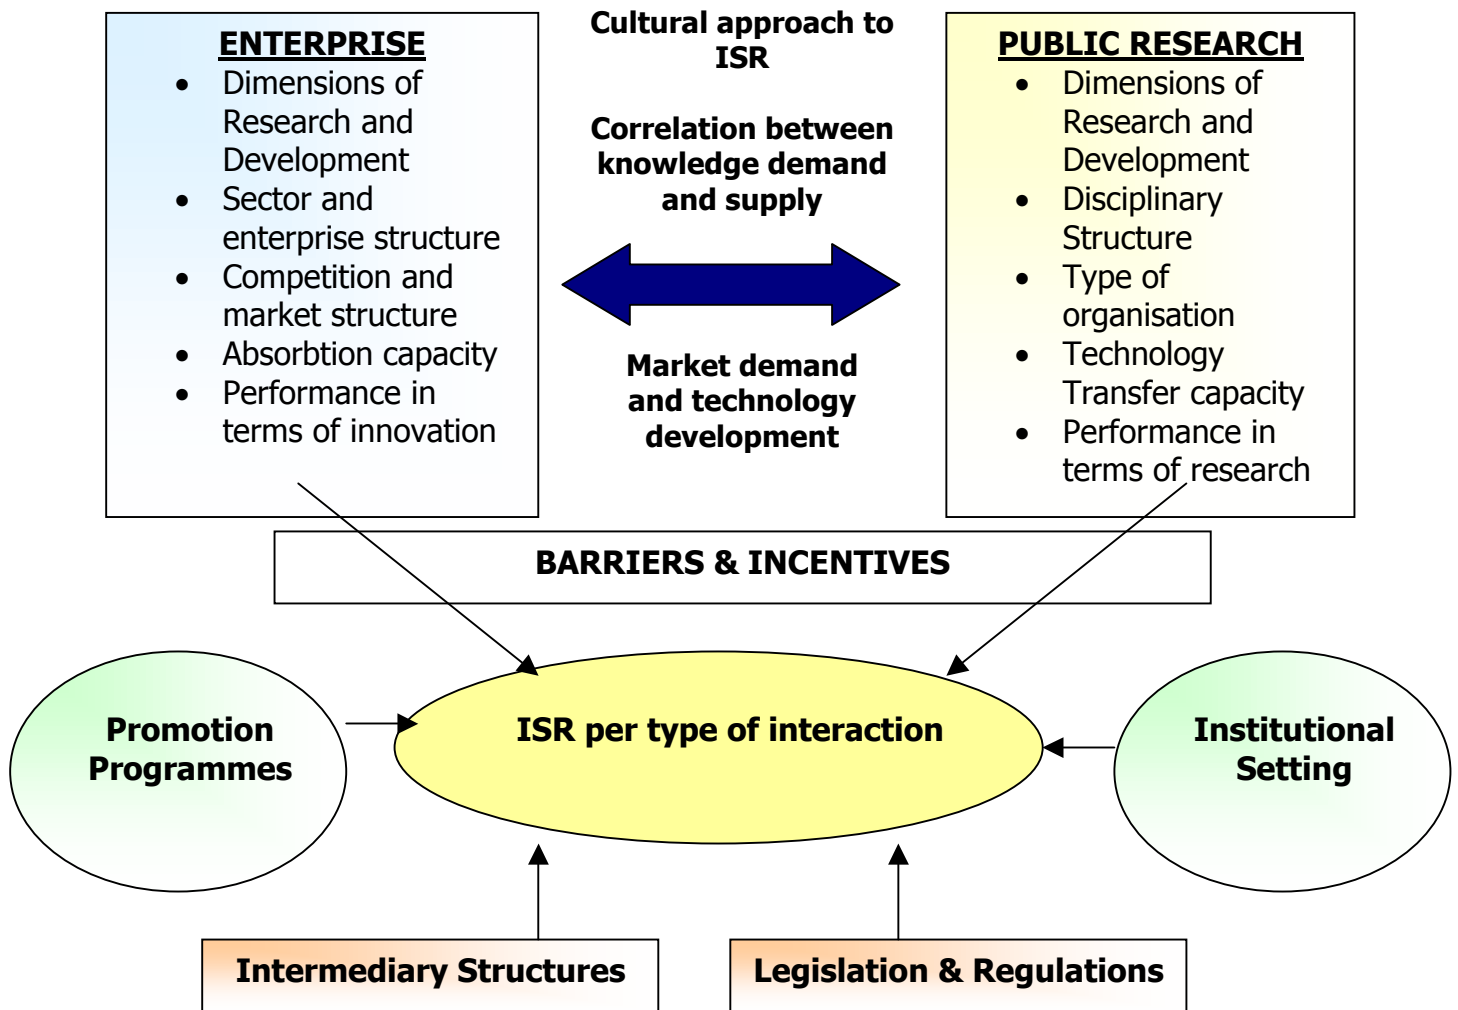 ENTERPRISE
• Dimensions of
Research and
Development
• Sector and
enterprise structure
• Competition and
market structure
• Absorbtion capacity
• Performance in
terms of innovation
Cultural approach to
ISR
Correlation between
knowledge demand
and supply
Market demand
and technology
development
PUBLIC RESEARCH
• Dimensions of
Research and
Development
• Disciplinary
Structure
• Type of
organisation
• Technology
Transfer capacity
• Performance in
terms of research
BARRIERS & INCENTIVES
Promotion
Programmes
ISR per type of interaction
Institutional
Setting
Intermediary Structures
Legislation & Regulations